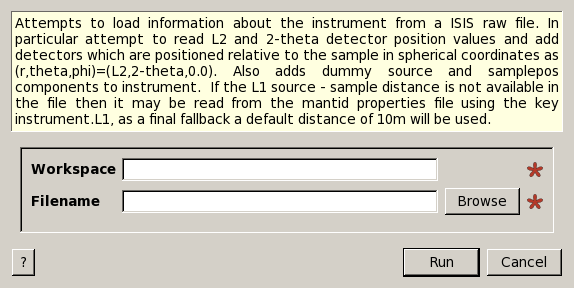 Attempts to load information about the instrument from a ISIS raw file. In
particular attempt to read L2 and 2-theta detector position values and add
detectors which are positioned relative to the sample in spherical coordinates as
(r,theta,phi)=(L2,2-theta,0.0). Also adds dummy source and samplepos
components to instrument. If the L1 source - sample distance is not available in
the file then it may be read from the mantid properties file using the key
instrument.L1, as a final fallback a default distance of 10m will be used.
Workspace
Filename
Browse
?
Run
Cancel